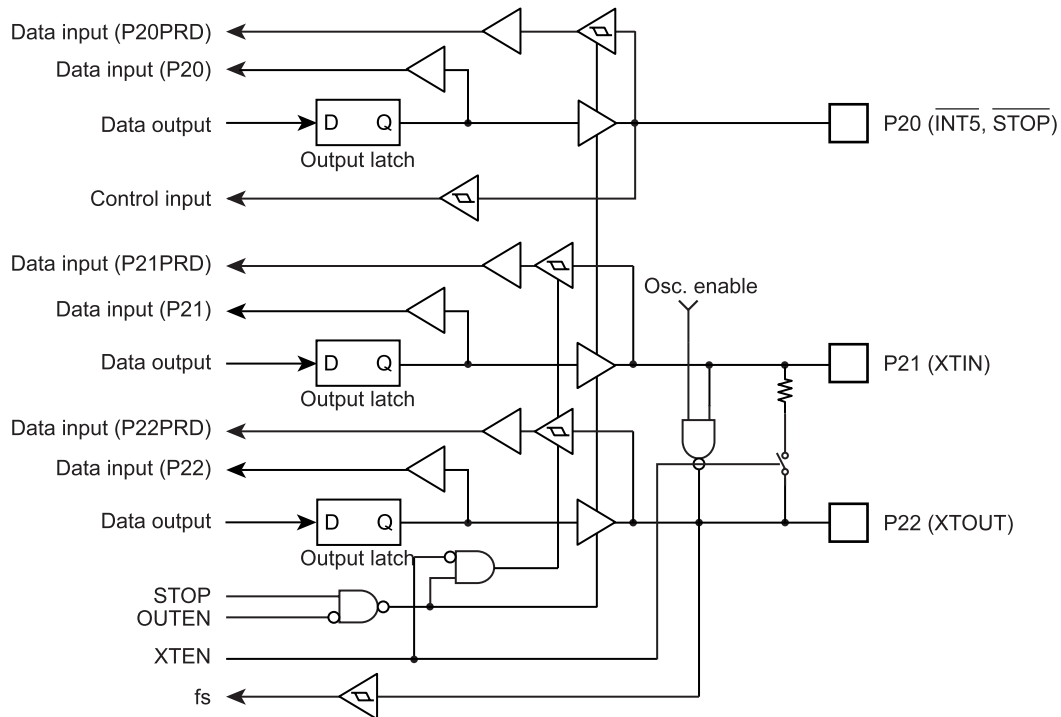 Data input (P20PRD)
Data input (P20)
Data output
D Q
Output latch
P20 (INT5, STOP)
Control input
Data input (P21PRD)
Osc. enable
Data input (P21)
Data output
D Q
Output latch
P21 (XTIN)
Data input (P22PRD)
Data input (P22)
Data output
D Q
Output latch
P22 (XTOUT)
STOP
OUTEN
XTEN
fs